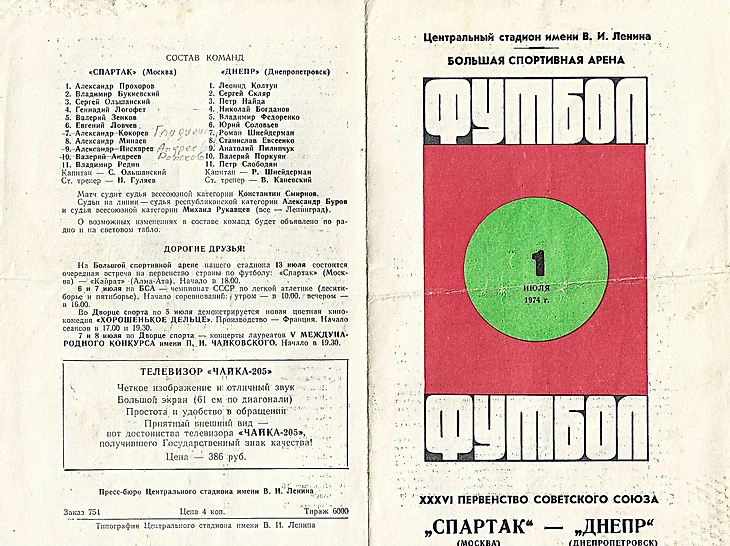 СОСТАВ КОМАНД
«СПАРТАК» (Москва)
1. Александр Прохоров
2. Владимир Букиевский
3. Сергей Ольшанский
4. Геннадий Логофет
5. Валерий Зенков
6. Евгений Ловчев
7. Александр Кокорев
8. Александр Минаев
9. Александр Пискарев
10. Валерий Андреев
11. Владимир Редин
Капитан — С. Ольшанский
Ст. тренер — Н. Гуляев
«ДНЕПР» (Днепропетровск)
1. Леонид Колтун
2. Сергей Скляр
3. Петр Найда
4. Николай Богданов
5. Владимир Федоренко
6. Юрий Соловьев
7. Роман Шнейдерман
8. Станислав Евсеенко
9. Анатолий Пилипчук
10. Валерий Поркуян
11. Петр Слободян
Капитан — Р. Шнейдерман
Ст. тренер — В. Каневский
Матч судит судья всесоюзной категории Константин Смирнов.
Судьи на линии — судья республиканской категории Александр Буров
и судья всесоюзной категории Михаил Рукавцев (все — Ленинград).
О возможных изменениях в составе команд будет объявлено по ра-
дио и на световом табло.
ДОРОГИЕ ДРУЗЬЯ!
На Большой спортивной арене нашего стадиона 13 июля состоится
очередная встреча на первенство страны по футболу: «Спартак» (Моск-
ва) — «Кайрат» (Алма-Ата). Начало в 18.00.
6 и 7 июля на БСА — чемпионат СССР по легкой атлетике (десяти-
борье и пятиборье). Начало соревнований: утром — в 10.00, вечером —
в 16.00.
Во Дворце спорта по 5 июля демонстрируется новая цветная кино-
комедия «ХОРОШЕНЬКОЕ ДЕЛЬЦЕ». Производство — Франция. Начало
сеансов в 17.00 и 19.30.
7 и 8 июля во Дворце спорта — концерты лауреатов V МЕЖДУНА-
РОДНОГО КОНКУРСА имени П. И. ЧАЙКОВСКОГО. Начало в 19.30.
ТЕЛЕВИЗОР «ЧАЙКА-205»
Четкое изображение и отличный звук
Большой экран (61 см по диагонали)
Простота и удобство в обращении
Приятный внешний вид —
вот достоинства телевизора «ЧАЙКА-205»,
получившего Государственный знак качества!
Цена — 386 руб.
Пресс-бюро Центрального стадиона имени В. И. Ленина
Заказ 754 Цена 4 коп. Тираж 6000
Типография Центрального стадиона имени В. И. Ленина
Центральный стадион имени В. И. Ленина
БОЛЬШАЯ СПОРТИВНАЯ АРЕНА
ФУТБОЛ
1
ИЮЛЯ
1974 г.
ФУТБОЛ
XXXVI ПЕРВЕНСТВО СОВЕТСКОГО СОЮЗА
„СПАРТАК“ — „ДНЕПР“
(МОСКВА) (ДНЕПРОПЕТРОВСК)